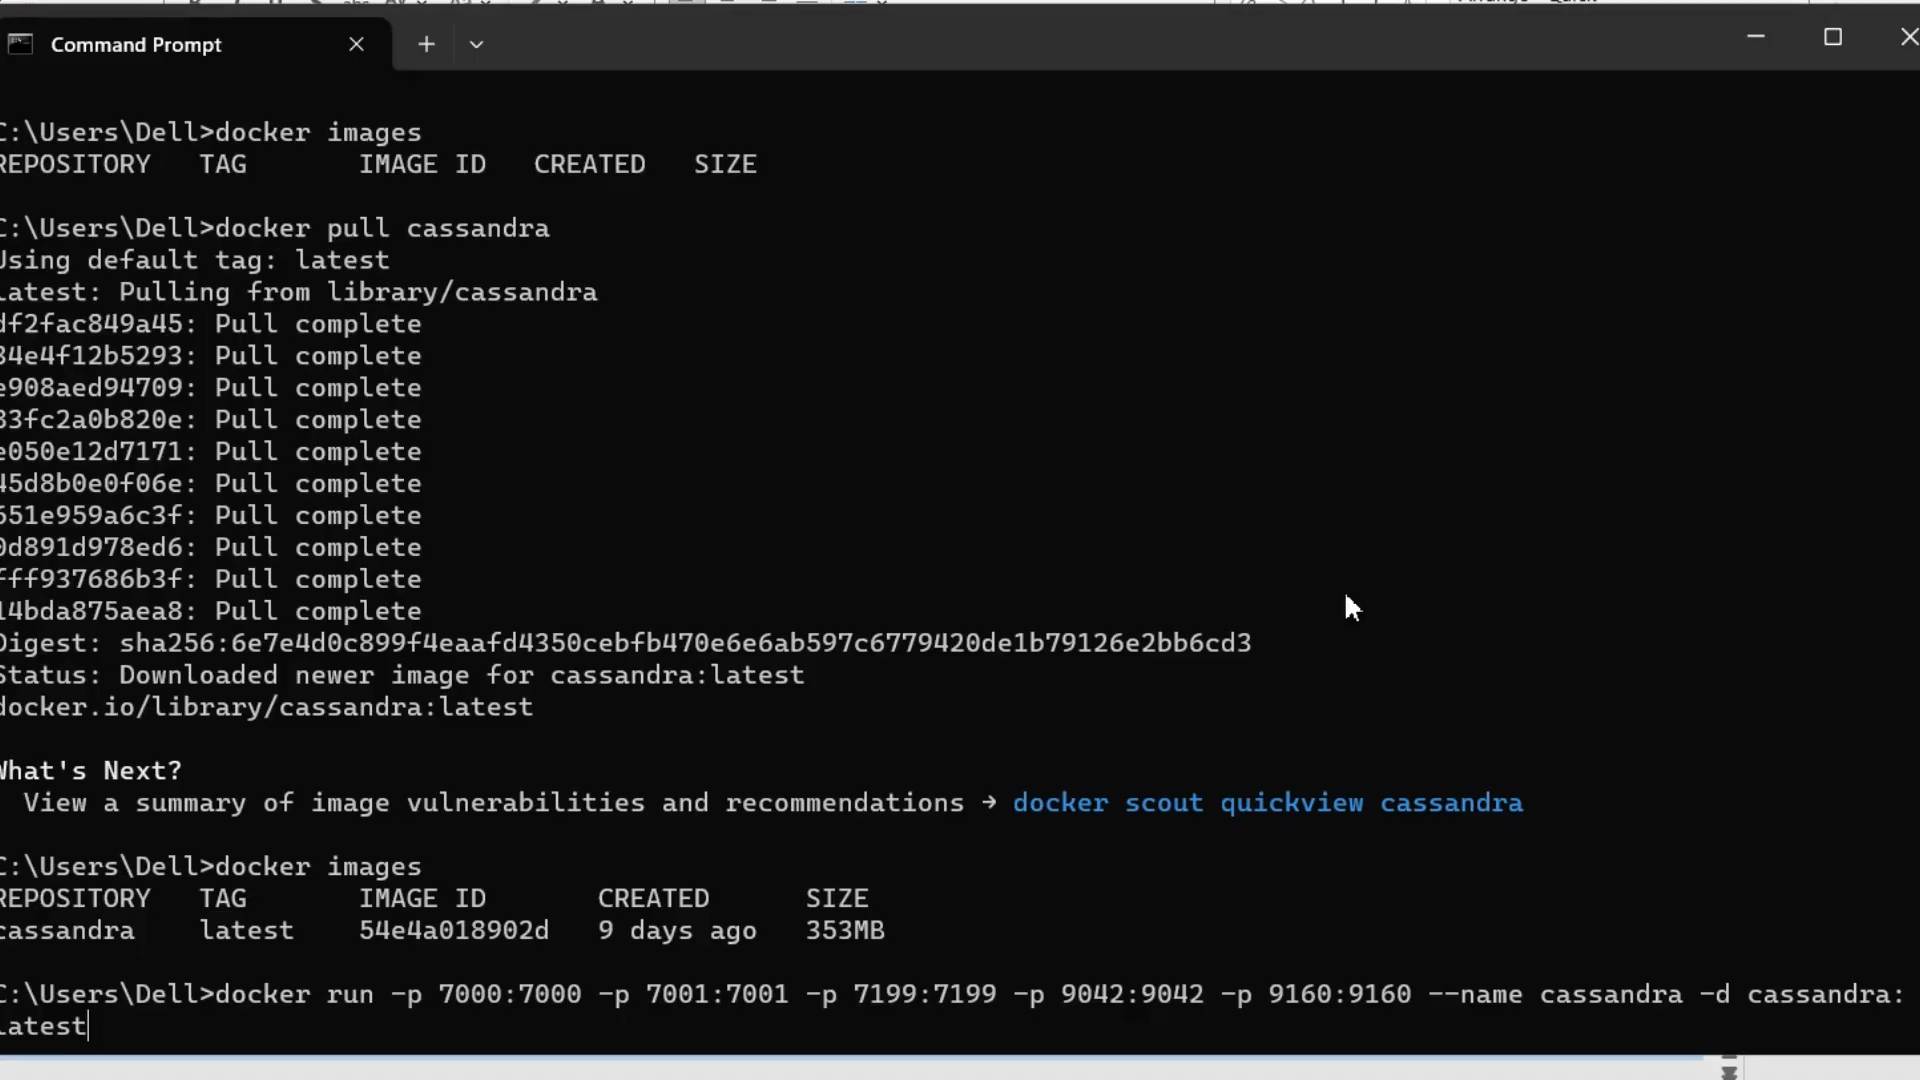 Command Prompt
C:\Users\Dell>docker images
REPOSITORY TAG IMAGE ID CREATED SIZE
C:\Users\Dell>docker pull cassandra
Using default tag: latest
latest: Pulling from library/cassandra
df2fac849a45: Pull complete
84e4f12b5293: Pull complete
e908aed94709: Pull complete
83fc2a0b820e: Pull complete
e050e12d7171: Pull complete
45d8b0e0f06e: Pull complete
651e959a6c3f: Pull complete
0d891d978ed6: Pull complete
fff937686b3f: Pull complete
14bda875aea8: Pull complete
Digest: sha256:6e7e4d0c899f4eaafd4350cebfb470e6e6ab597c6779420de1b79126e2bb6cd3
Status: Downloaded newer image for cassandra:latest
docker.io/library/cassandra:latest
What's Next?
View a summary of image vulnerabilities and recommendations → docker scout quickview cassandra
C:\Users\Dell>docker images
REPOSITORY TAG IMAGE ID CREATED SIZE
cassandra latest 54e4a018902d 9 days ago 353MB
C:\Users\Dell>docker run -p 7000:7000 -p 7001:7001 -p 7199:7199 -p 9042:9042 -p 9160:9160 --name cassandra -d cassandra:
latest